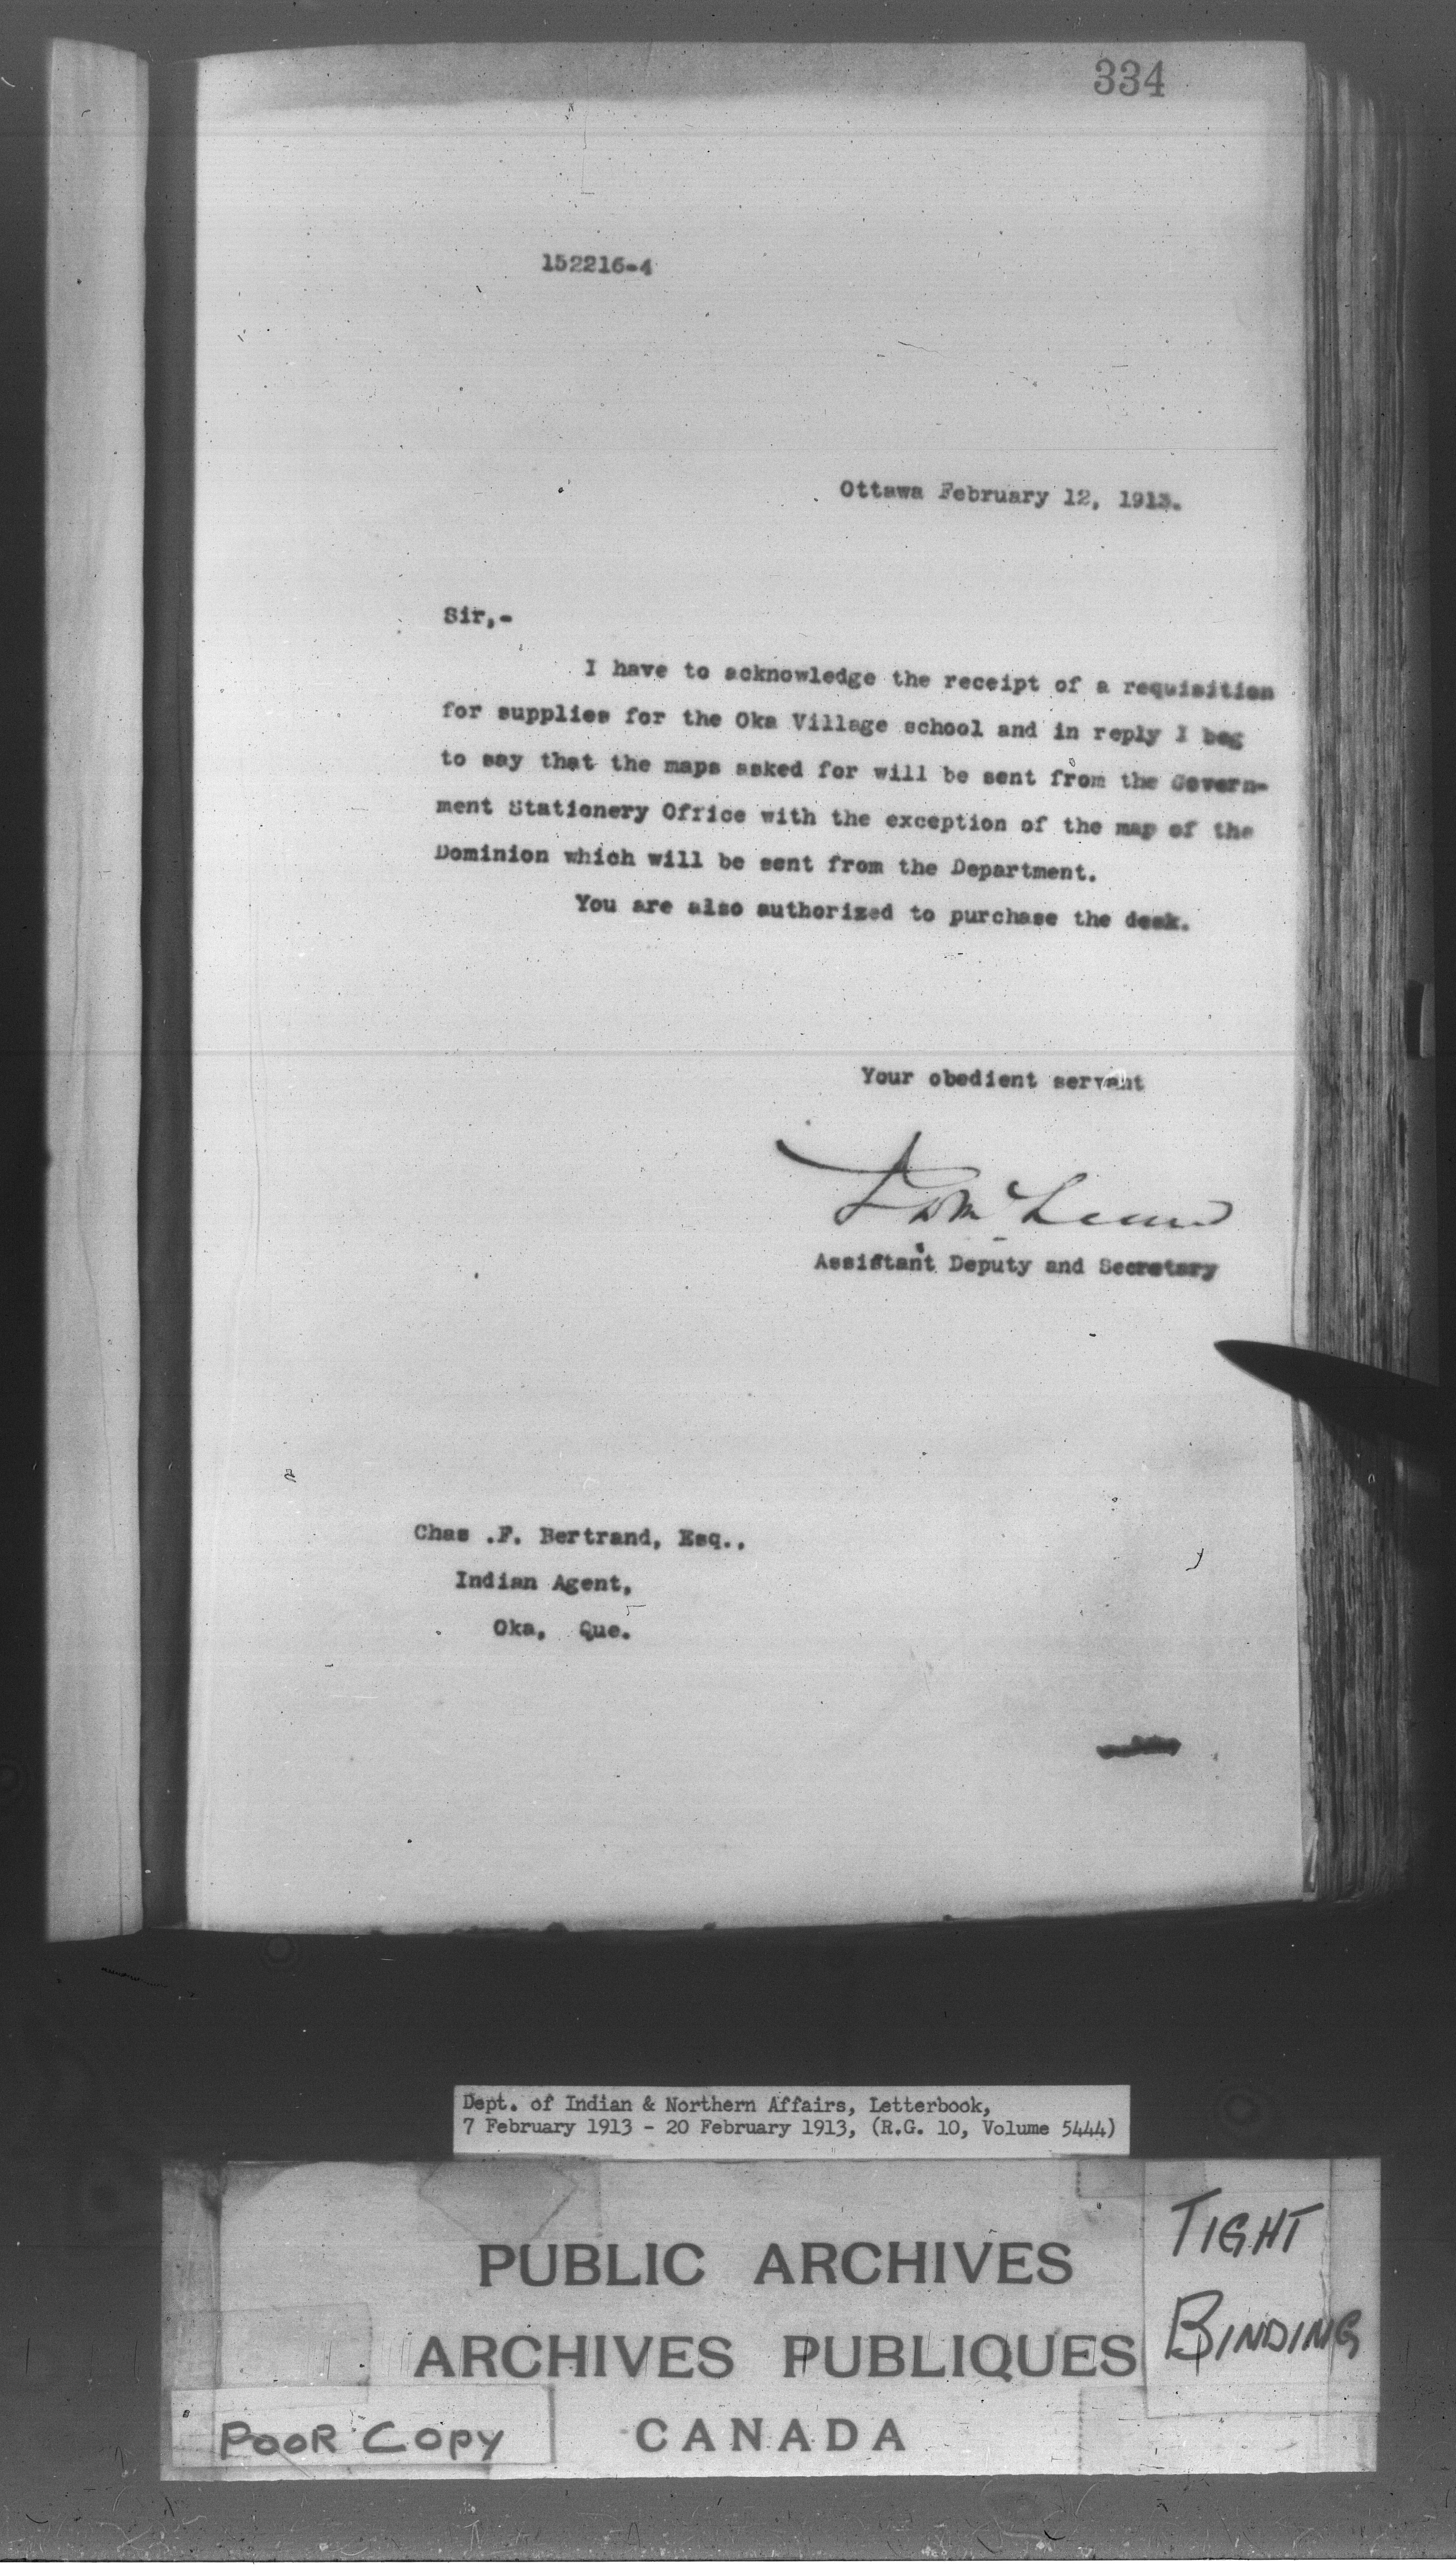 334
152216-4
Ottawa February 12, 1913.
Sir,-
I have to acknowledge the receipt of a requisition
for supplies for the Oka Village school and in reply I beg
to say that the maps asked for will be sent from the Govern-
ment Stationery Office with the exception of the map of the
Dominion which will be sent from the Department.
You are also authorized to purchase the desk.
Your obedient servant
Assistant Deputy and Secretary
Chas .F. Bertrand, Esq.,
Indian Agent,
Oka, Que.
Dept. of Indian & Northern Affairs, Letterbook,
7 February 1913 - 20 February 1913, (R.G. 10, Volume 5444)
PUBLIC ARCHIVES
ARCHIVES PUBLIQUES
CANADA
TIGHT
BINDING
POOR COPY